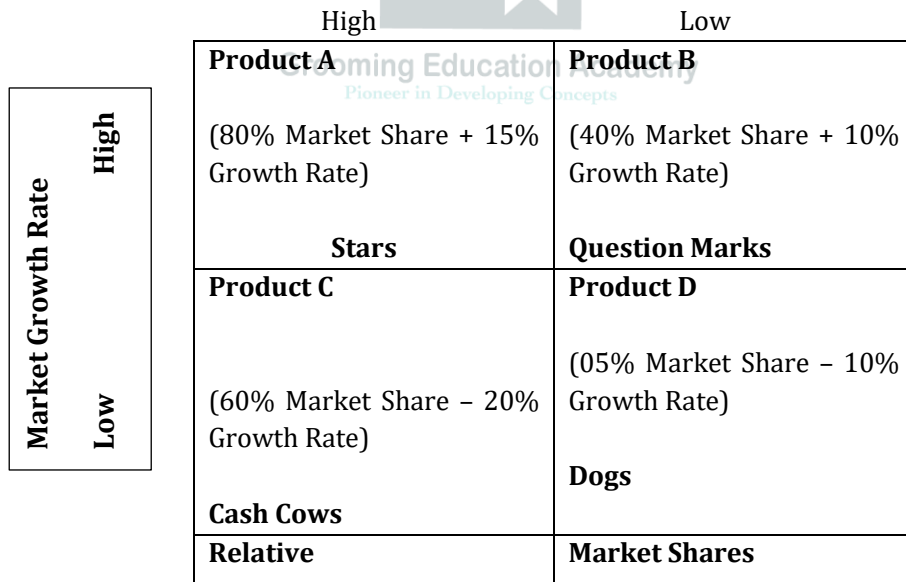 High Low
Grooming Education Academy
Pioneer in Developing Concepts
Market Growth Rate
Low High
Product A
(80% Market Share + 15%
Growth Rate)
Stars
Product B
(40% Market Share + 10%
Growth Rate)
Question Marks
Product C
(60% Market Share – 20%
Growth Rate)
Cash Cows
Product D
(05% Market Share – 10%
Growth Rate)
Dogs
Relative
Market Shares